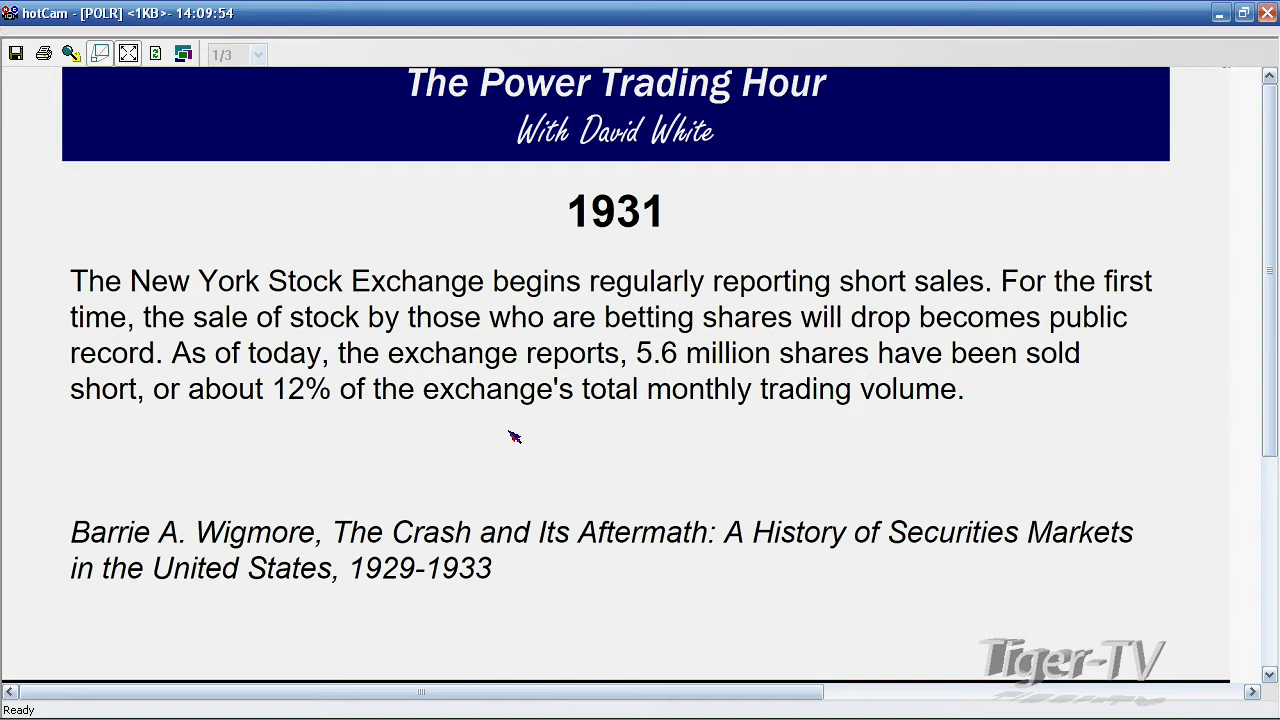 hotCam - [POLR] <1KB>- 14:09:54
1/3
The Power Trading Hour
With David White
1931
The New York Stock Exchange begins regularly reporting short sales. For the first
time, the sale of stock by those who are betting shares will drop becomes public
record. As of today, the exchange reports, 5.6 million shares have been sold
short, or about 12% of the exchange's total monthly trading volume.
Barrie A. Wigmore, The Crash and Its Aftermath: A History of Securities Markets
in the United States, 1929-1933
Tiger-TV
Ready